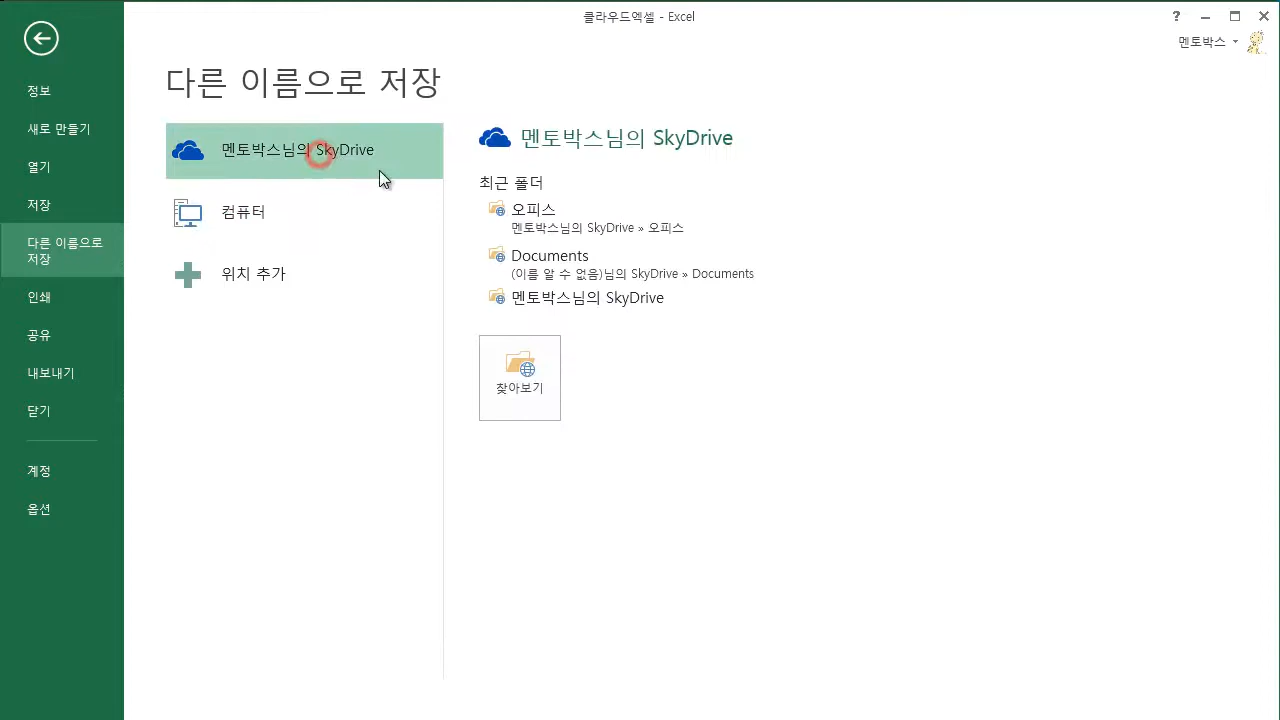 클라우드엑셀 - Excel
?
멘토박스
정보
새로 만들기
열기
저장
다른 이름으로
저장
인쇄
공유
내보내기
닫기
계정
옵션
다른 이름으로 저장
멘토박스님의 SkyDrive
컴퓨터
위치 추가
멘토박스님의 SkyDrive
최근 폴더
오피스
멘토박스님의 SkyDrive » 오피스
Documents
(이름 알 수 없음)님의 SkyDrive » Documents
멘토박스님의 SkyDrive
찾아보기